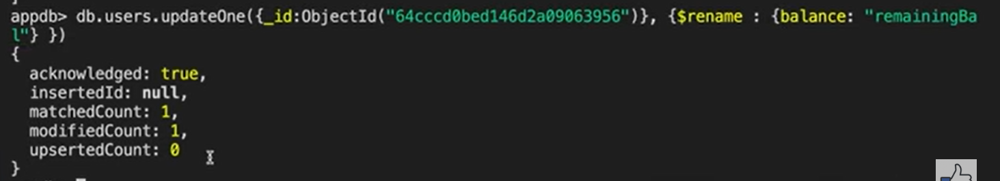 appdb> db.users.updateOne({_id:ObjectId("64cccd0bed146d2a09063956")}, {$rename : {balance: "remainingBa
l"} })
{
  acknowledged: true,
  insertedId: null,
  matchedCount: 1,
  modifiedCount: 1,
  upsertedCount: 0
}